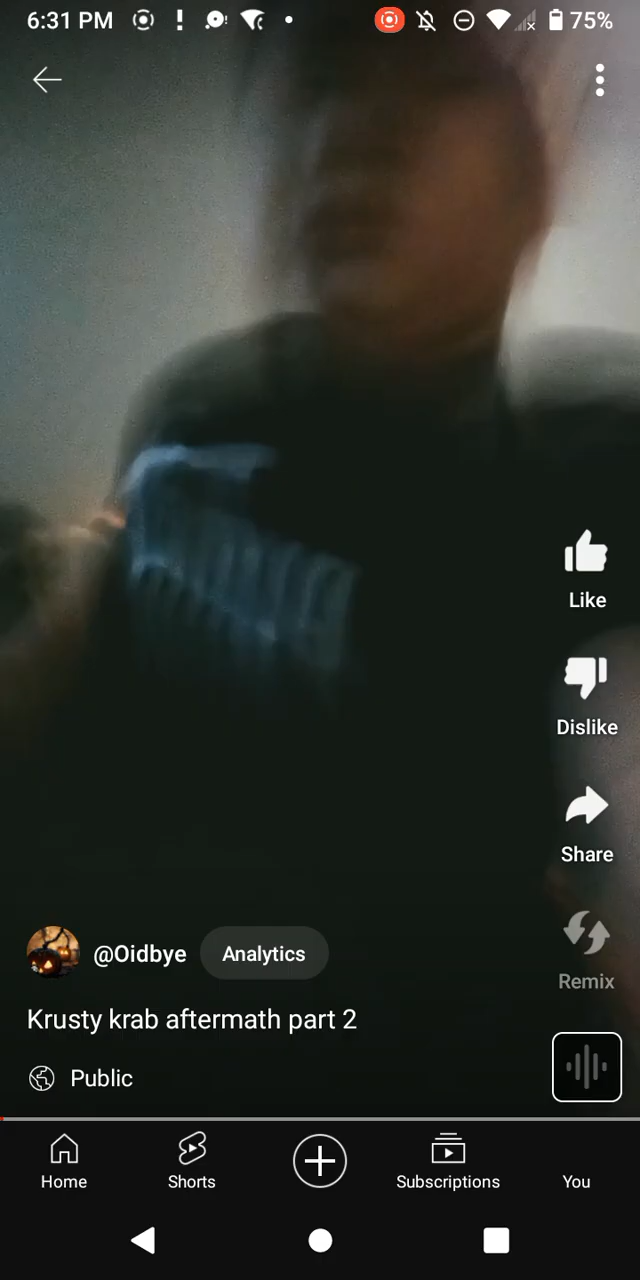 6:31 PM 75%
Like
Dislike
Share
@Oidbye Analytics
Remix
Krusty krab aftermath part 2
Public
Home Shorts Subscriptions You